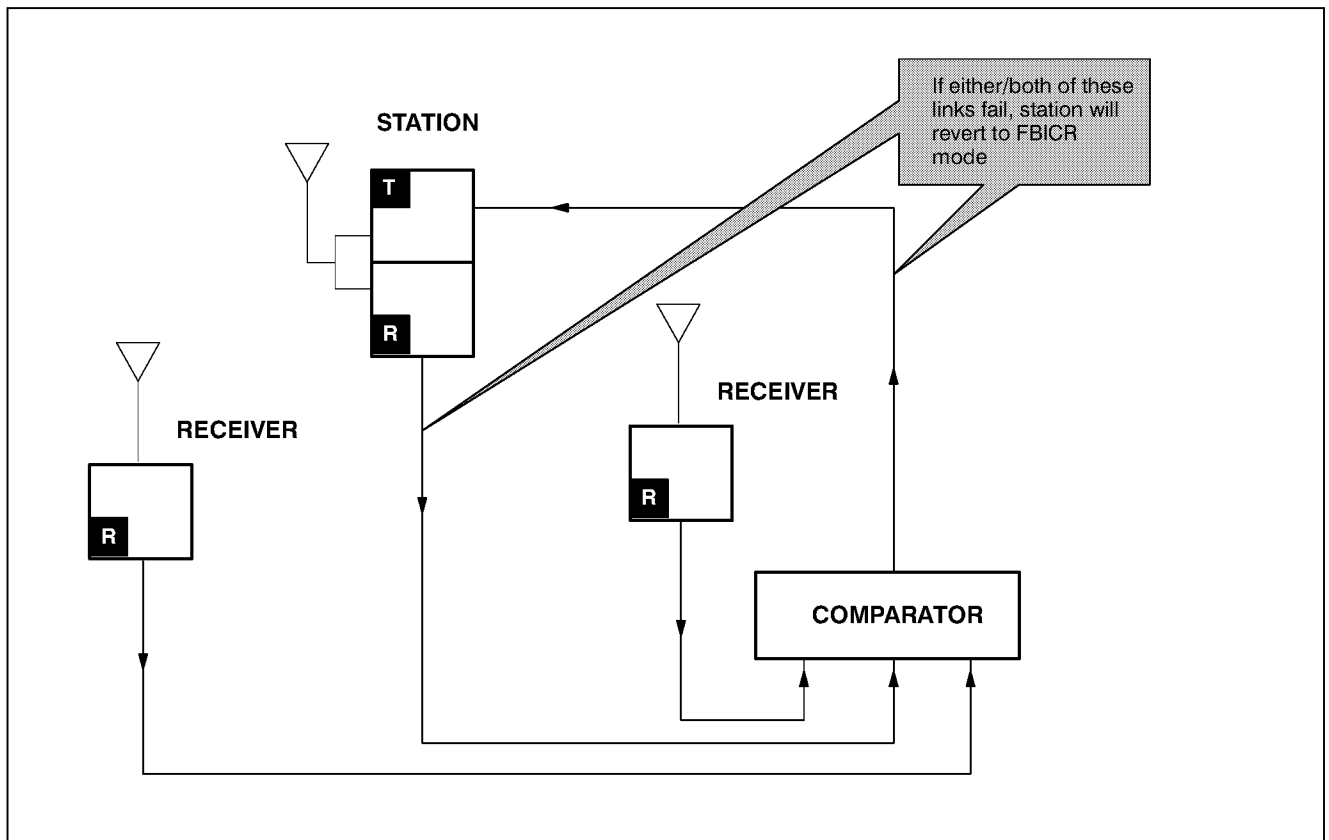 If either/both of these
links fail, station will
revert to FBICR
mode
STATION
T
R
RECEIVER
R
RECEIVER
R
COMPARATOR